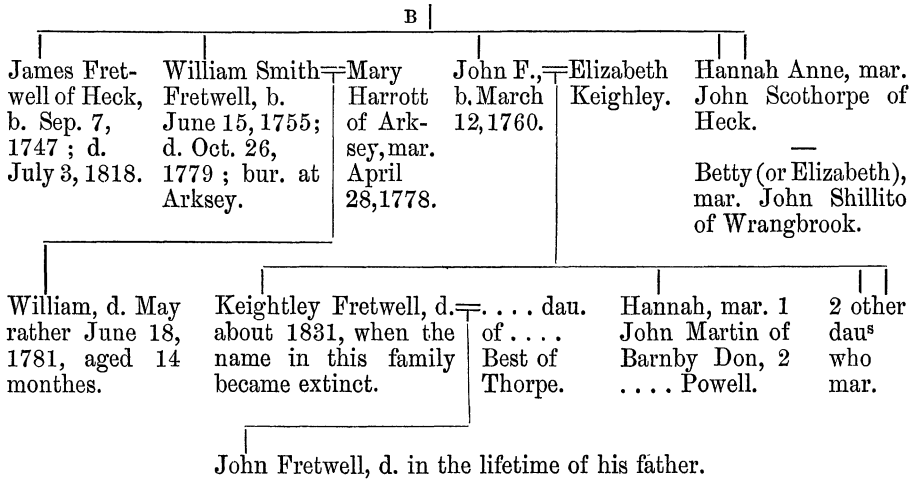 B
James Fret-
well of Heck,
b. Sep. 7,
1747 ; d.
July 3, 1818.
William Smith
Fretwell, b.
June 15, 1755;
d. Oct. 26,
1779 ; bur. at
Arksey.
Mary
Harrott
of Ark-
sey, mar.
April
28, 1778.
John F.,
b. March
12, 1760.
Elizabeth
Keighley.
Hannah Anne, mar.
John Scothorpe of
Heck.
—
Betty (or Elizabeth),
mar. John Shillito
of Wrangbrook.
William, d. May
rather June 18,
1781, aged 14
monthes.
Keightley Fretwell, d.
about 1831, when the
name in this family
became extinct.
. . . . dau.
of . . . .
Best of
Thorpe.
Hannah, mar. 1
John Martin of
Barnby Don, 2
. . . . Powell.
2 other
dauˢ
who
mar.
John Fretwell, d. in the lifetime of his father.